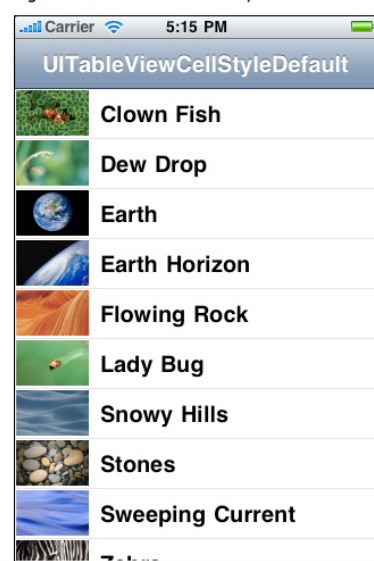 Carrier 5:15 PM
UITableViewCellStyleDefault
Clown Fish
Dew Drop
Earth
Earth Horizon
Flowing Rock
Lady Bug
Snowy Hills
Stones
Sweeping Current
Zebra